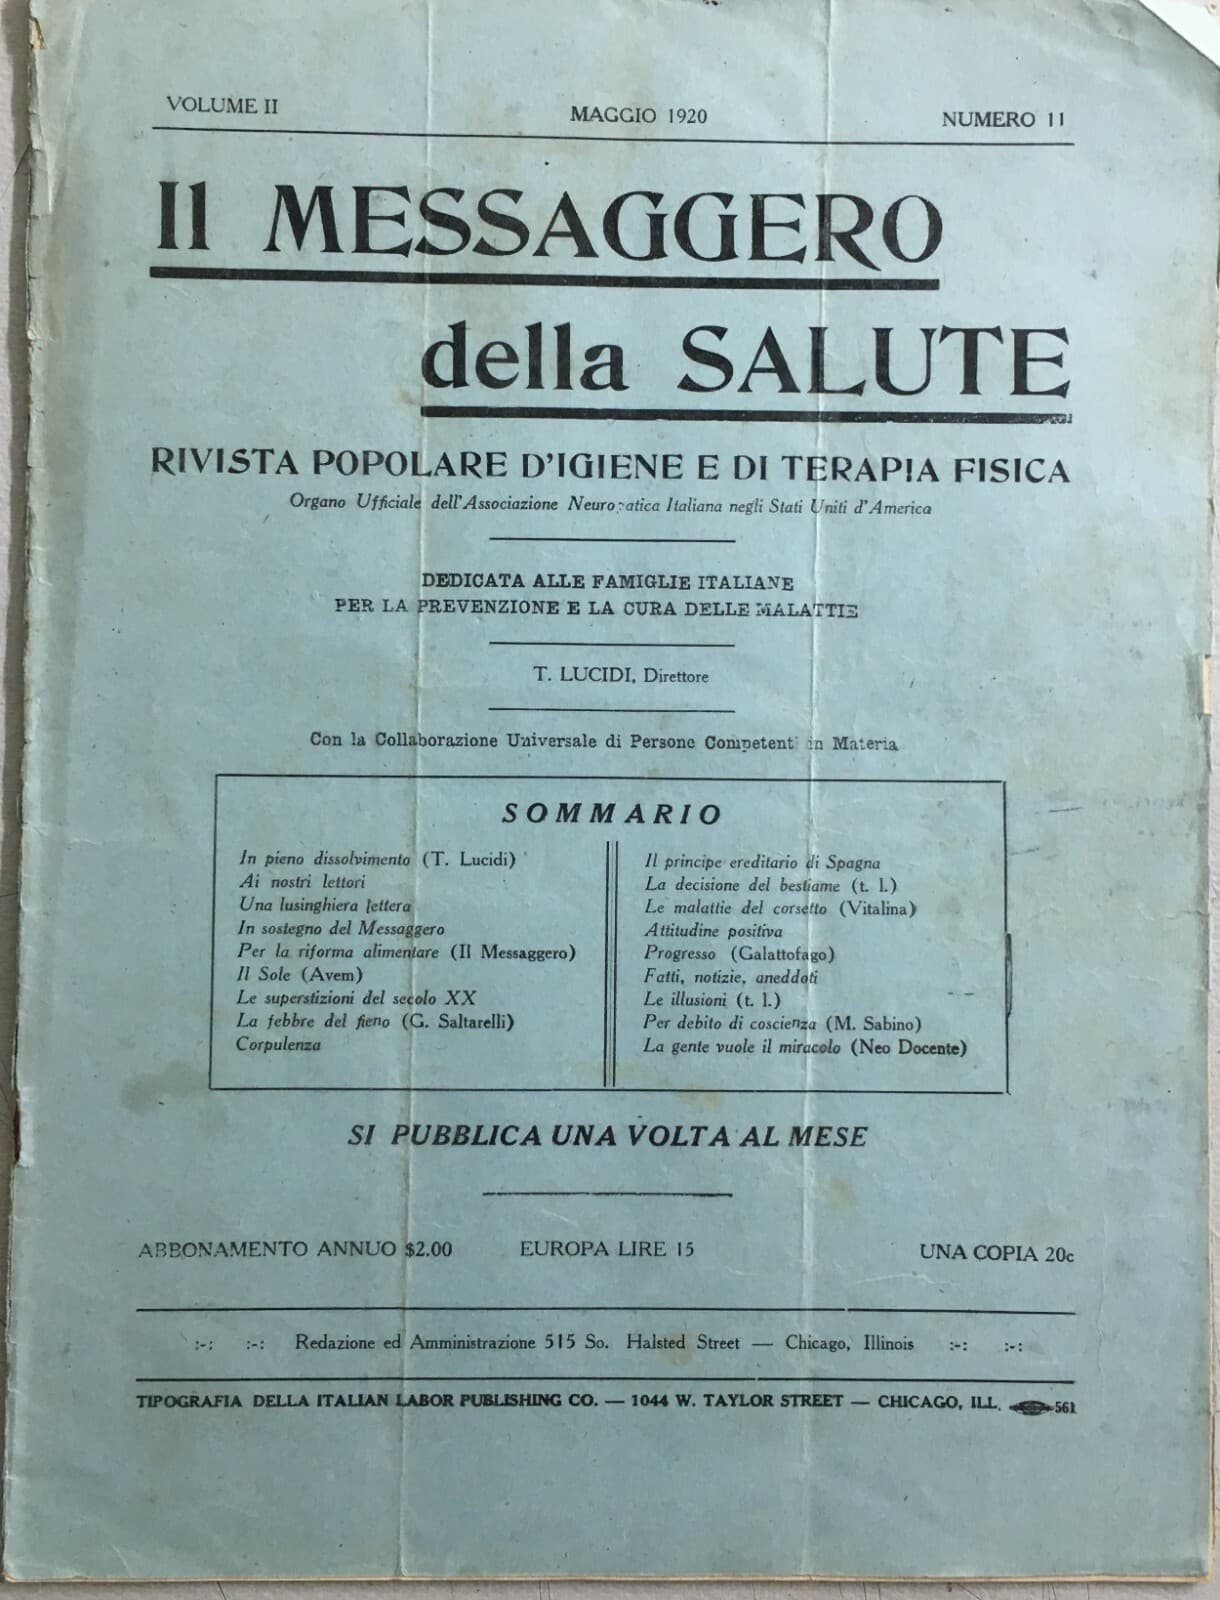 VOLUME II MAGGIO 1920 NUMERO 11
Il MESSAGGERO
della SALUTE
RIVISTA POPOLARE D'IGIENE E DI TERAPIA FISICA
Organo Ufficiale dell'Associazione Neuropatica Italiana negli Stati Uniti d'America
DEDICATA ALLE FAMIGLIE ITALIANE
PER LA PREVENZIONE E LA CURA DELLE MALATTIE
T. LUCIDI, Direttore
Con la Collaborazione Universale di Persone Competenti in Materia
SOMMARIO
In pieno dissolvimento (T. Lucidi)
Ai nostri lettori
Una lusinghiera lettera
In sostegno del Messaggero
Per la riforma alimentare (Il Messaggero)
Il Sole (Avem)
Le superstizioni del secolo XX
La febbre del fieno (G. Saltarelli)
Corpulenza
Il principe ereditario di Spagna
La decisione del bestiame (t. l.)
Le malattie del corsetto (Vitalina)
Attitudine positiva
Progresso (Galattofago)
Fatti, notizie, aneddoti
Le illusioni (t. l.)
Per debito di coscienza (M. Sabino)
La gente vuole il miracolo (Neo Docente)
SI PUBBLICA UNA VOLTA AL MESE
ABBONAMENTO ANNUO $2.00 EUROPA LIRE 15 UNA COPIA 20c
:-: :-: Redazione ed Amministrazione 515 So. Halsted Street — Chicago, Illinois :-: :-:
TIPOGRAFIA DELLA ITALIAN LABOR PUBLISHING CO. — 1044 W. TAYLOR STREET — CHICAGO, ILL. 561